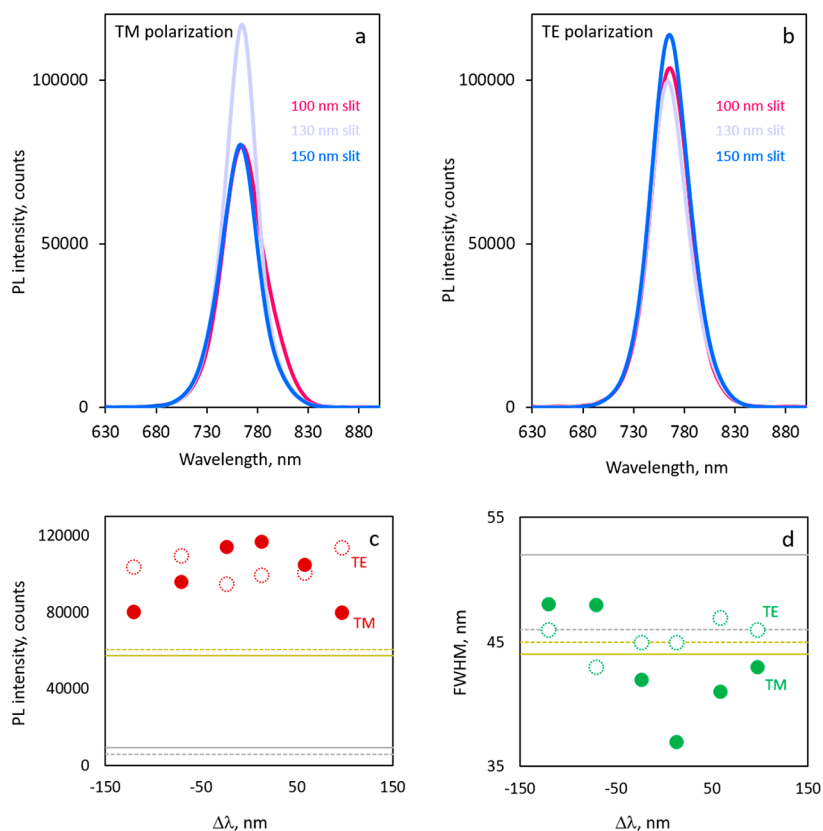 TM polarization
a
100000
50000
0
PL intensity, counts
100 nm slit
130 nm slit
150 nm slit
630 680 730 780 830 880
Wavelength, nm
TE polarization
b
100000
50000
0
PL intensity, counts
100 nm slit
130 nm slit
150 nm slit
630 680 730 780 830 880
Wavelength, nm
c
120000
80000
40000
0
PL intensity, counts
TE
TM
-150 -50 50 150
Δλ, nm
d
55
45
35
FWHM, nm
TE
TM
-150 -50 50 150
Δλ, nm